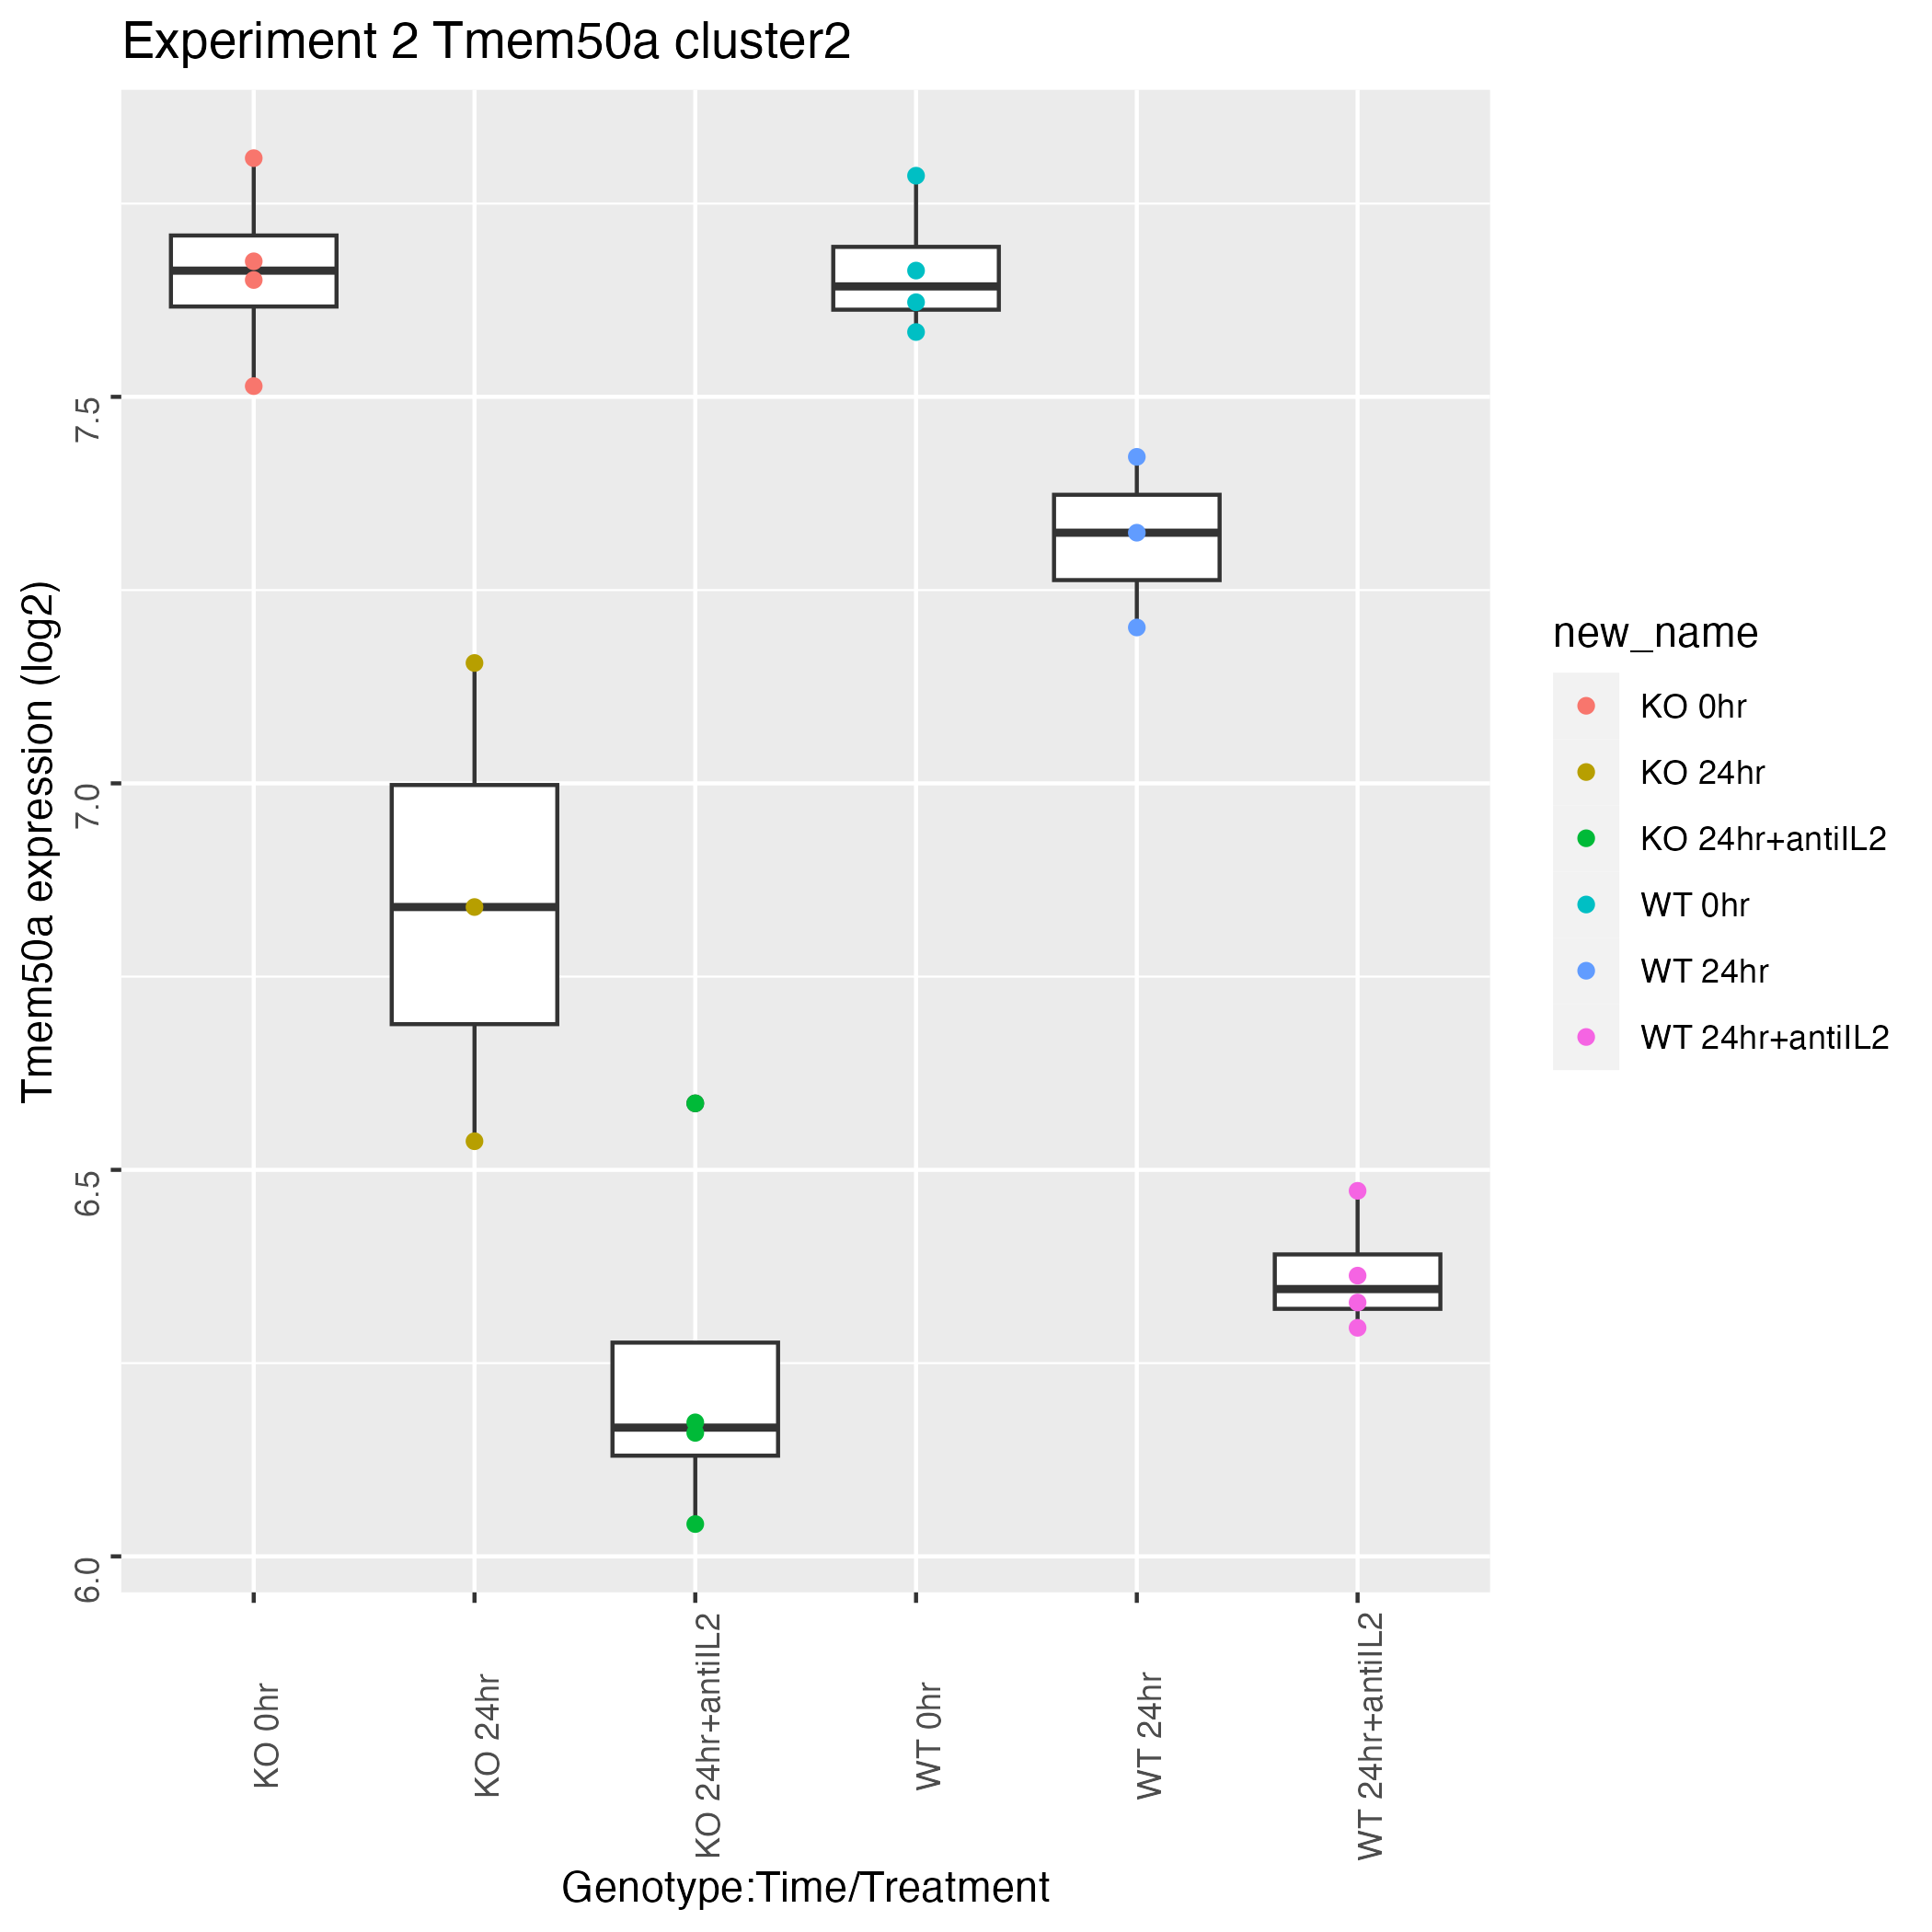 Experiment 2 Tmem50a cluster2
Tmem50a expression (log2)
7.5
7.0
6.5
6.0
KO 0hr
KO 24hr
KO 24hr+antiIL2
WT 0hr
WT 24hr
WT 24hr+antiIL2
Genotype:Time/Treatment
new_name
KO 0hr
KO 24hr
KO 24hr+antiIL2
WT 0hr
WT 24hr
WT 24hr+antiIL2